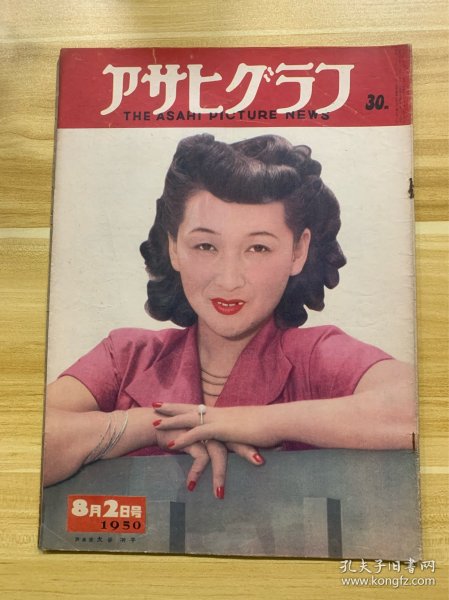 アサヒグラフ
THE ASAHI PICTURE NEWS
30
8月2日号
1950
孔夫子旧书网
www.kongfz.com